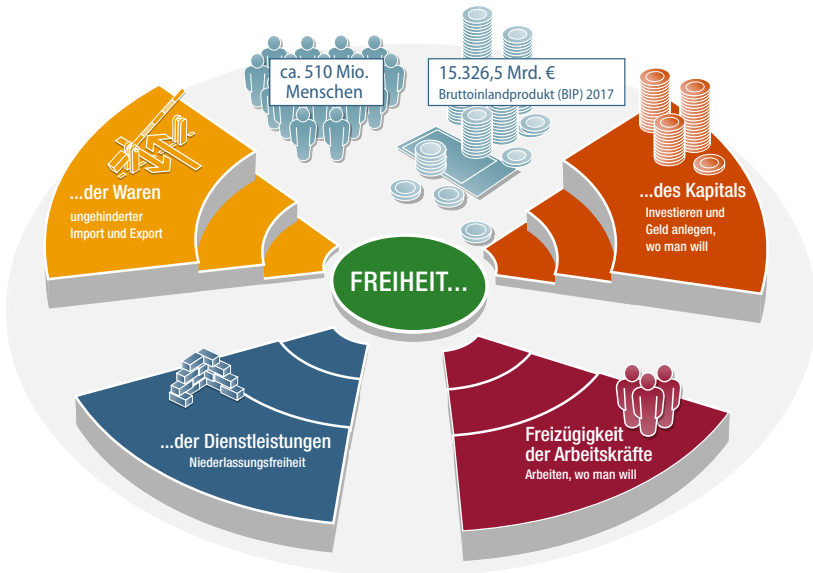 ca. 510 Mio.
Menschen
15.326,5 Mrd. €
Bruttoinlandprodukt (BIP) 2017
...der Waren
ungehinderter
Import und Export
...des Kapitals
Investieren und
Geld anlegen,
wo man will
FREIHEIT...
...der Dienstleistungen
Niederlassungsfreiheit
Freizügigkeit
der Arbeitskräfte
Arbeiten, wo man will